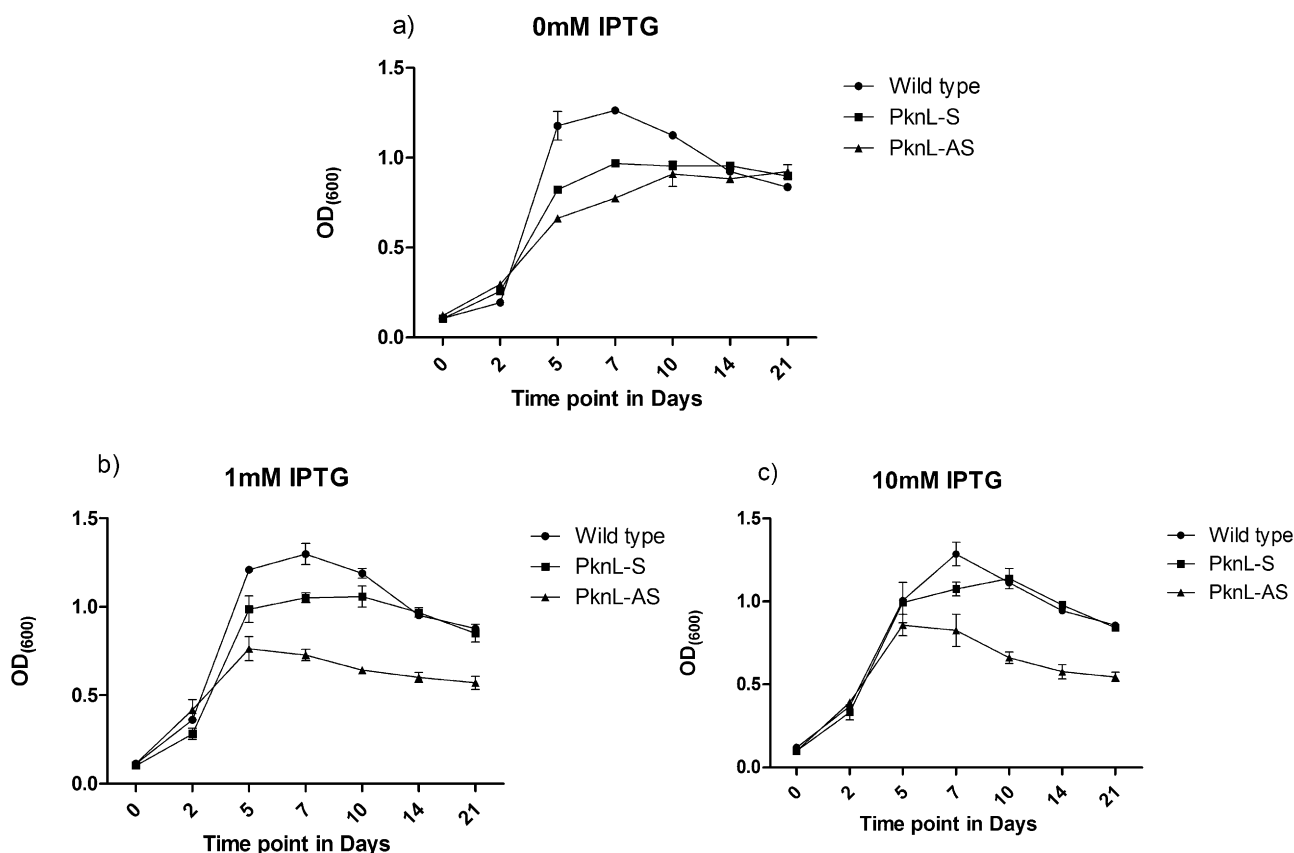 a)
0mM IPTG
1.5
1.0
0.5
0.0
OD(600)
0 2 5 7 10 14 21
Time point in Days
Wild type
PknL-S
PknL-AS
b)
1mM IPTG
1.5
1.0
0.5
0.0
OD(600)
0 2 5 7 10 14 21
Time point in Days
Wild type
PknL-S
PknL-AS
c)
10mM IPTG
1.5
1.0
0.5
0.0
OD(600)
0 2 5 7 10 14 21
Time point in Days
Wild type
PknL-S
PknL-AS